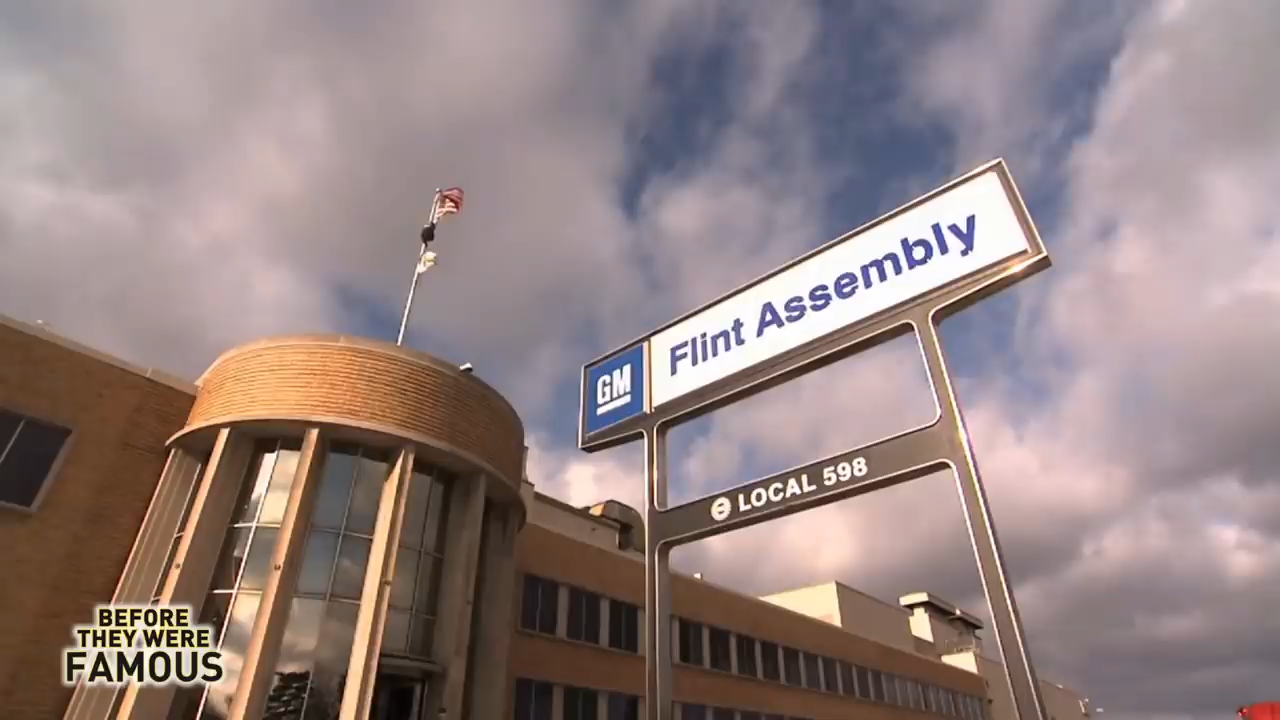 GM
Flint Assembly
LOCAL 598
BEFORE
THEY WERE
FAMOUS